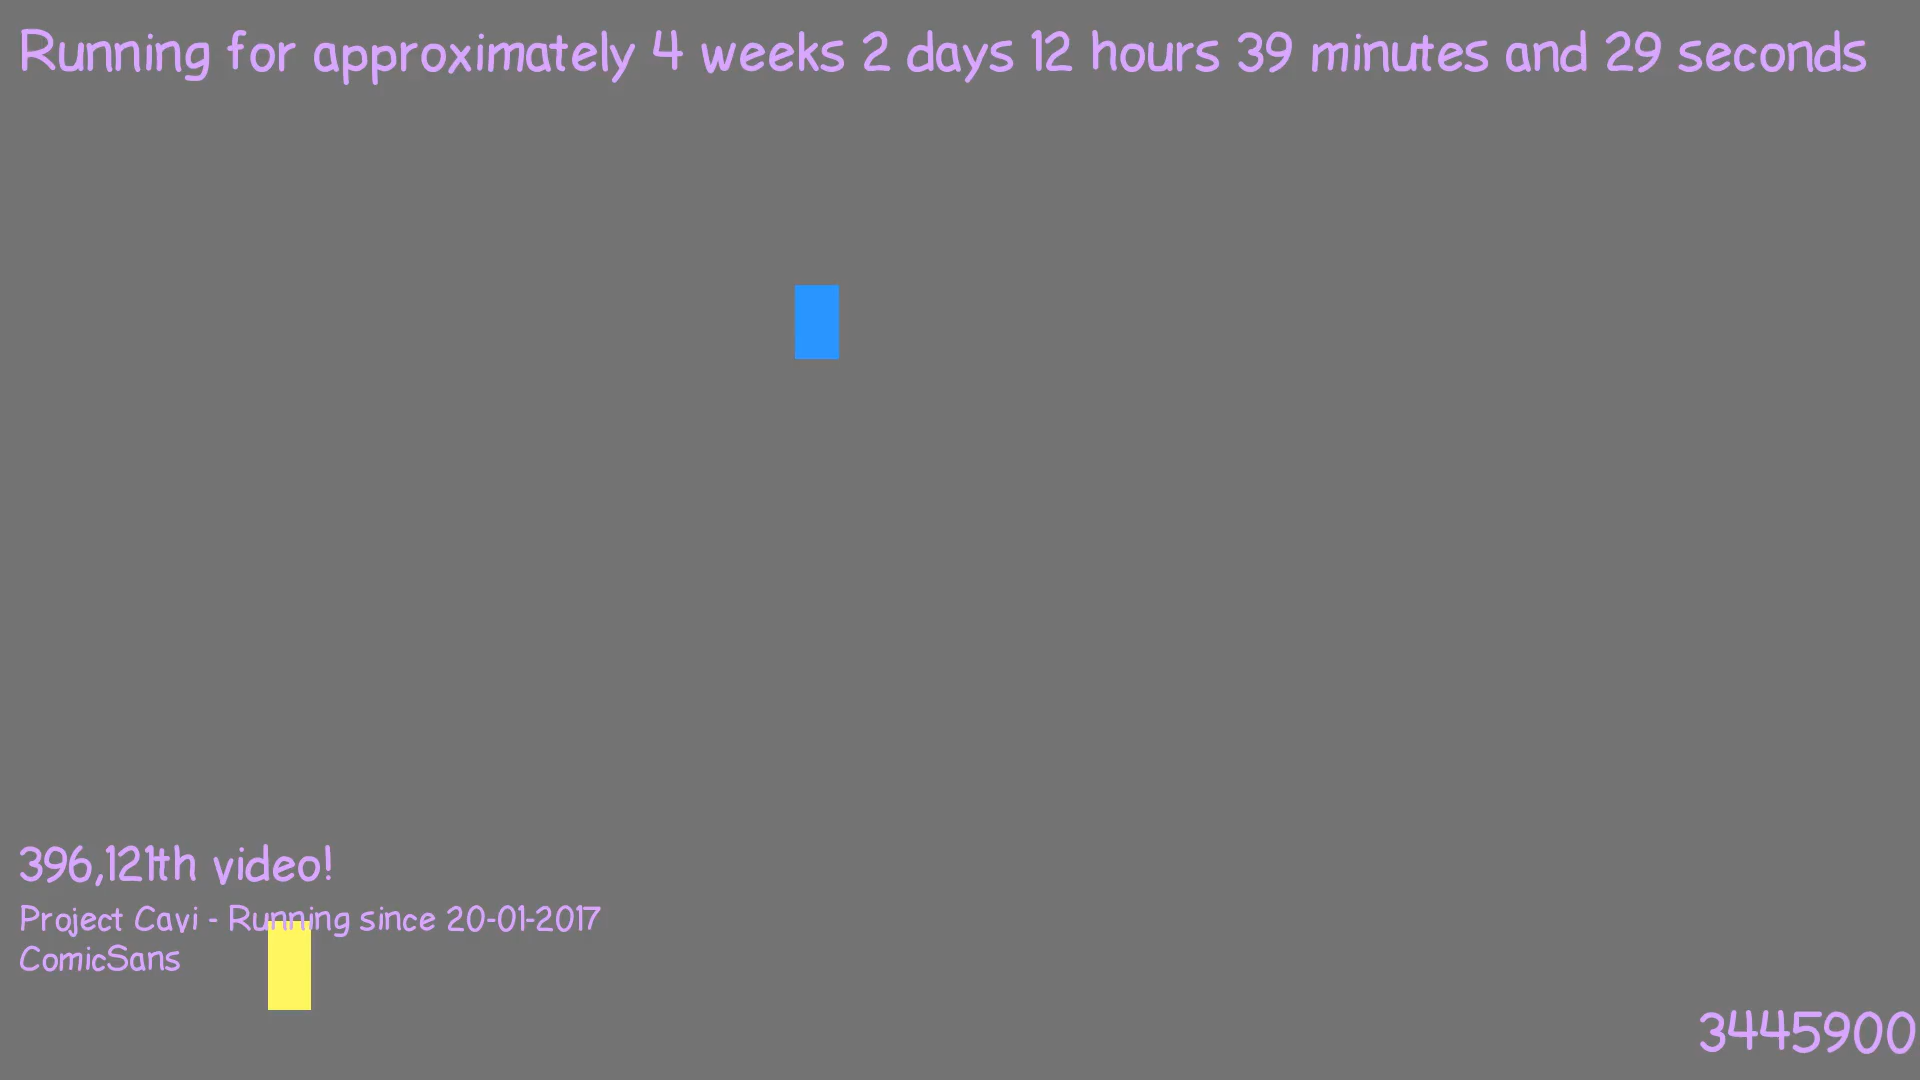 Running for approximately 4 weeks 2 days 12 hours 39 minutes and 29 seconds
396,121th video!
Project Cavi - Running since 20-01-2017
ComicSans
3445900